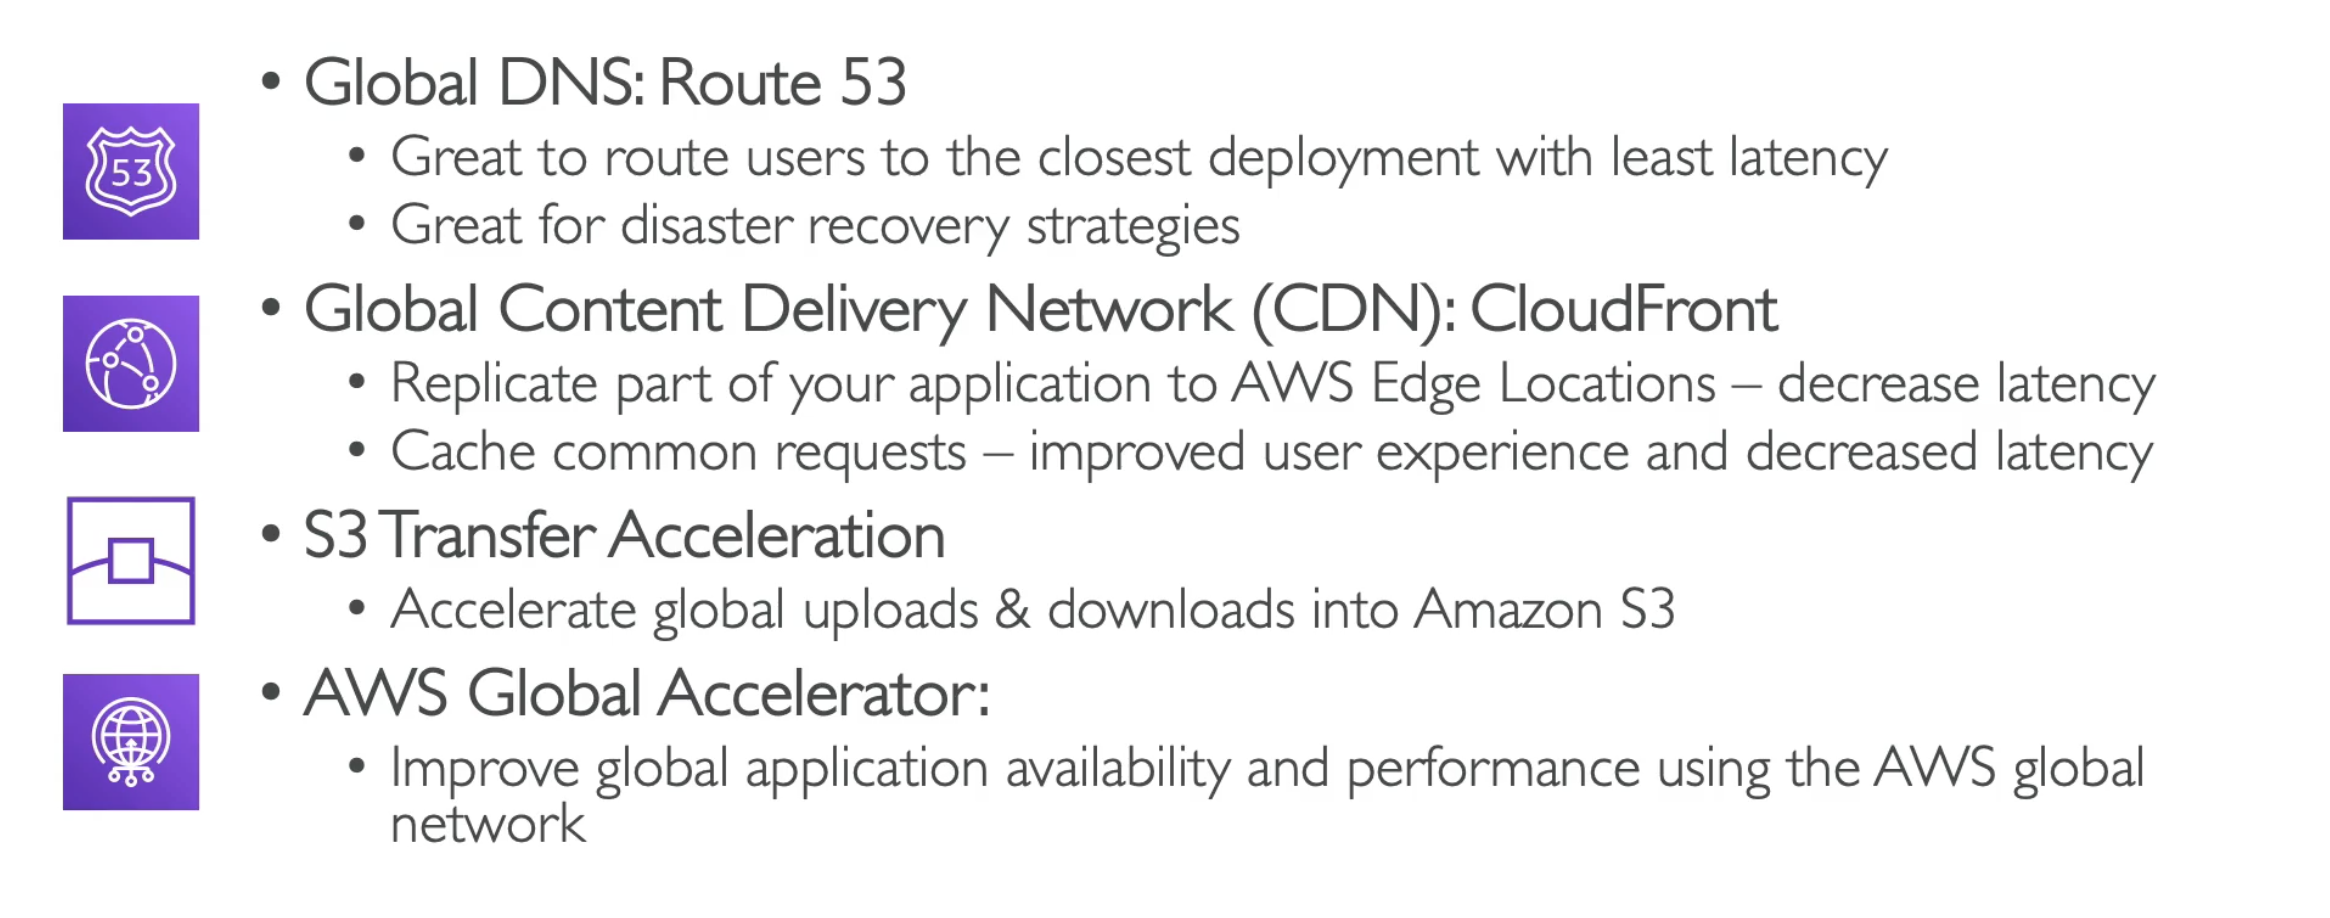 • Global DNS: Route 53
• Great to route users to the closest deployment with least latency
53
• Great for disaster recovery strategies
• Global Content Delivery Network (CDN): CloudFront
• Replicate part of your application to AWS Edge Locations – decrease latency
• Cache common requests – improved user experience and decreased latency
• S3 Transfer Acceleration
• Accelerate global uploads & downloads into Amazon S3
• AWS Global Accelerator:
• Improve global application availability and performance using the AWS global
network